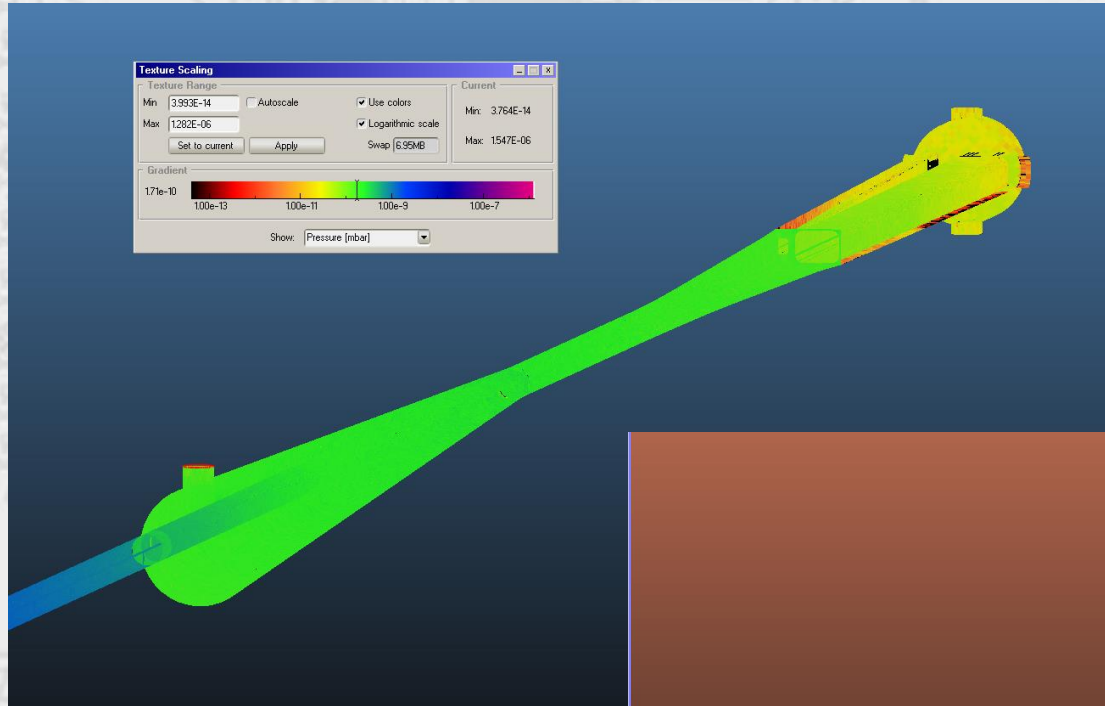 Texture Scaling
Texture Range
Min 3.993E-14 Autoscale Use colors
Max 1.282E-06 Logarithmic scale
Set to current Apply Swap 6.95MB
Current
Min: 3.764E-14
Max: 1.547E-06
Gradient
1.71e-10
1.00e-13 1.00e-11 1.00e-9 1.00e-7
Show: Pressure [mbar]